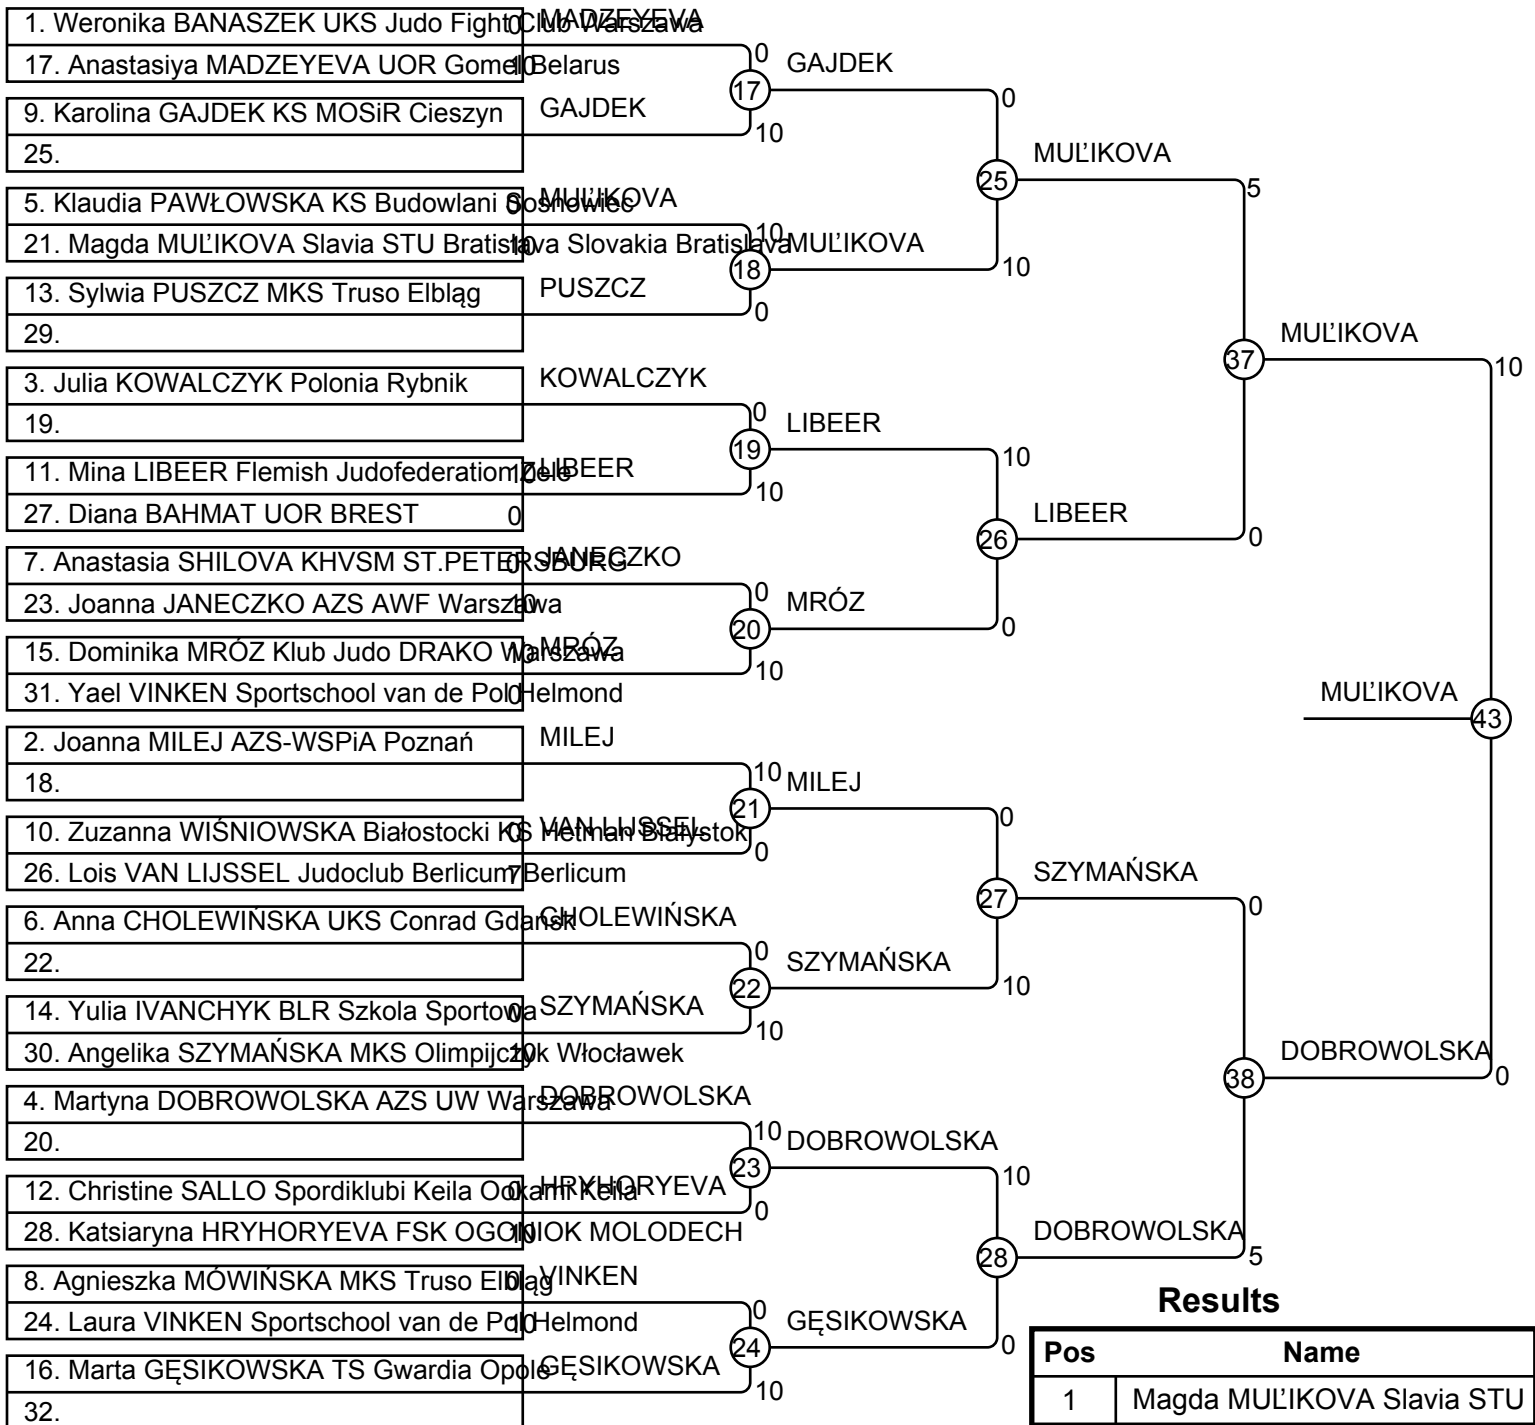 1. Weronika BANASZEK UKS Judo Fight Club Warszawa
0
MADZEYEVA
17. Anastasiya MADZEYEVA UOR Gomel Belarus
10
0
GAJDEK
17
9. Karolina GAJDEK KS MOSiR Cieszyn
GAJDEK
0
10
25.
MUĽIKOVA
25
5. Klaudia PAWŁOWSKA KS Budowlani Sosnowiec
0
MUĽIKOVA
5
21. Magda MUĽIKOVA Slavia STU Bratislava Slovakia Bratislava
10
10
MUĽIKOVA
18
10
13. Sylwia PUSZCZ MKS Truso Elbląg
PUSZCZ
0
29.
MUĽIKOVA
37
10
3. Julia KOWALCZYK Polonia Rybnik
KOWALCZYK
19.
0
LIBEER
19
11. Mina LIBEER Flemish Judofederation Zele
10
LIBEER
10
10
27. Diana BAHMAT UOR BREST
0
LIBEER
26
0
7. Anastasia SHILOVA KHVSM ST.PETERSBURG
0
JANECZKO
23. Joanna JANECZKO AZS AWF Warszawa
10
0
MRÓZ
20
0
15. Dominika MRÓZ Klub Judo DRAKO Warszawa
10
MRÓZ
10
31. Yael VINKEN Sportschool van de Pol Helmond
0
MUĽIKOVA
43
2. Joanna MILEJ AZS-WSPiA Poznań
MILEJ
18.
10
MILEJ
21
0
10. Zuzanna WIŚNIOWSKA Białostocki KS Hetman Białystok
0
VAN LIJSSEL
0
26. Lois VAN LIJSSEL Judoclub Berlicum Berlicum
7
SZYMAŃSKA
27
0
6. Anna CHOLEWIŃSKA UKS Conrad Gdańsk
CHOLEWIŃSKA
22.
0
SZYMAŃSKA
22
10
14. Yulia IVANCHYK BLR Szkola Sportowa
0
SZYMAŃSKA
10
30. Angelika SZYMAŃSKA MKS Olimpijczyk Włocławek
10
DOBROWOLSKA
38
0
4. Martyna DOBROWOLSKA AZS UW Warszawa
DOBROWOLSKA
20.
10
DOBROWOLSKA
23
10
12. Christine SALLO Spordiklubi Keila Ookami Keila
0
HRYHORYEVA
0
28. Katsiaryna HRYHORYEVA FSK OGONIOK MOLODECH
10
DOBROWOLSKA
28
5
8. Agnieszka MÓWIŃSKA MKS Truso Elbląg
0
VINKEN
24. Laura VINKEN Sportschool van de Pol Helmond
10
0
GĘSIKOWSKA
24
0
16. Marta GĘSIKOWSKA TS Gwardia Opole
GĘSIKOWSKA
10
32.
Results
Pos Name
1 Magda MUĽIKOVA Slavia STU